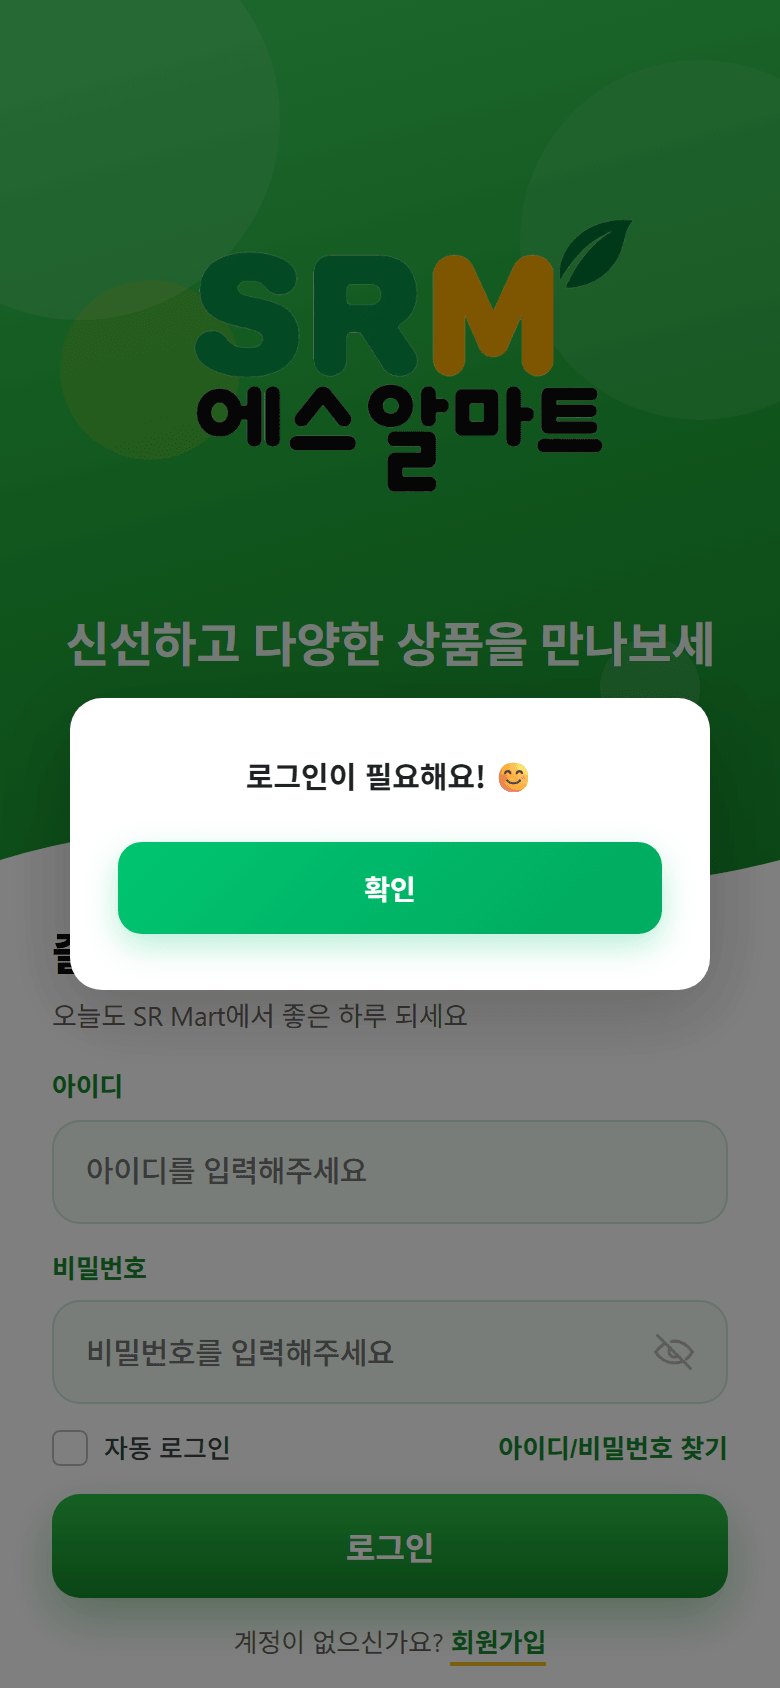 SRM
에스알마트
신선하고 다양한 상품을 만나보세
로그인이 필요해요! 😊
확인
오늘도 SR Mart에서 좋은 하루 되세요
아이디
아이디를 입력해주세요
비밀번호
비밀번호를 입력해주세요
자동 로그인
아이디/비밀번호 찾기
로그인
계정이 없으신가요? 회원가입